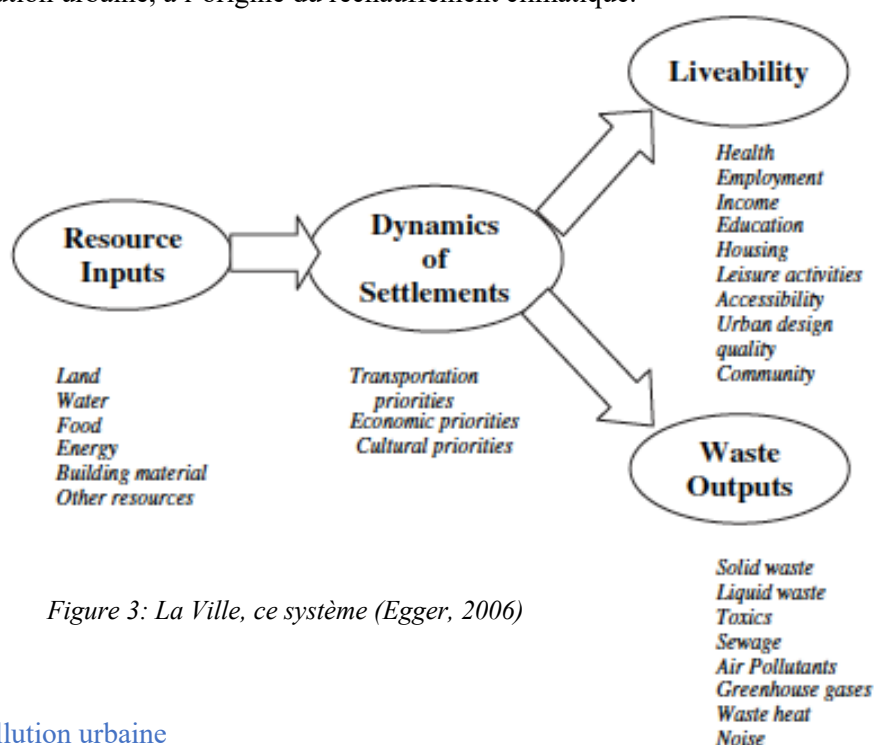 ution urbaine, à l'origine du réchauffement climatique.
Liveability
Health
Employment
Income
Education
Housing
Leisure activities
Accessibility
Urban design
quality
Community
Resource
Inputs
Land
Water
Food
Energy
Building material
Other resources
Dynamics
of
Settlements
Transportation
priorities
Economic priorities
Cultural priorities
Waste
Outputs
Solid waste
Liquid waste
Toxics
Sewage
Air Pollutants
Greenhouse gases
Waste heat
Noise
Figure 3: La Ville, ce système (Egger, 2006)
llution urbaine